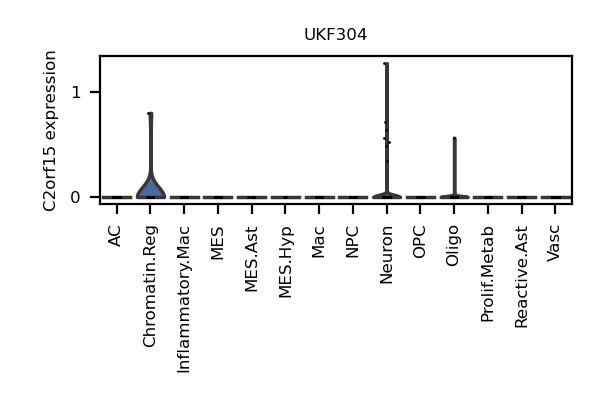 UKF304
C2orf15 expression
1
0
AC
Chromatin.Reg
Inflammatory.Mac
MES
MES.Ast
MES.Hyp
Mac
NPC
Neuron
OPC
Oligo
Prolif.Metab
Reactive.Ast
Vasc